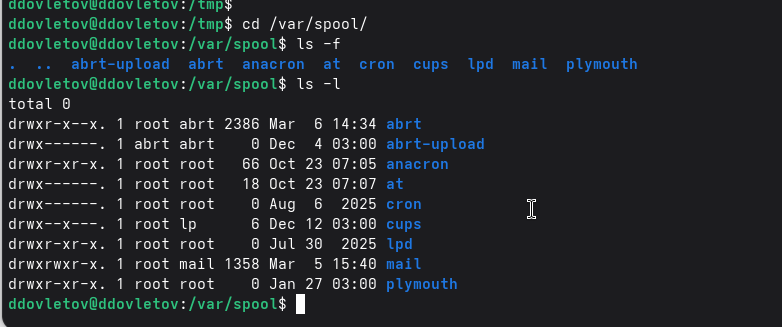 ddovletov@ddovletov:/tmp$
ddovletov@ddovletov:/tmp$ cd /var/spool/
ddovletov@ddovletov:/var/spool$ ls -f
.  ..  abrt-upload  abrt  anacron  at  cron  cups  lpd  mail  plymouth
ddovletov@ddovletov:/var/spool$ ls -l
total 0
drwxr-x--x. 1 root abrt 2386 Mar  6 14:34 abrt
drwx------. 1 abrt abrt    0 Dec  4 03:00 abrt-upload
drwxr-xr-x. 1 root root   66 Oct 23 07:05 anacron
drwx------. 1 root root   18 Oct 23 07:07 at
drwx------. 1 root root    0 Aug  6  2025 cron
drwx--x---. 1 root lp      6 Dec 12 03:00 cups
drwxr-xr-x. 1 root root    0 Jul 30  2025 lpd
drwxrwxr-x. 1 root mail 1358 Mar  5 15:40 mail
drwxr-xr-x. 1 root root    0 Jan 27 03:00 plymouth
ddovletov@ddovletov:/var/spool$